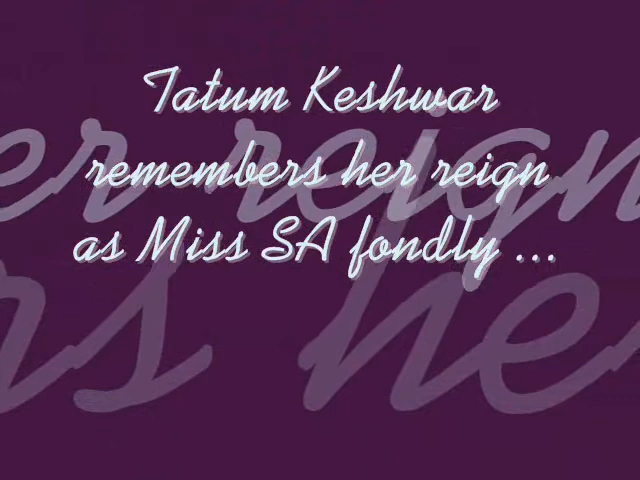 Tatum Keshwar
remembers her reign
as Miss SA fondly ...